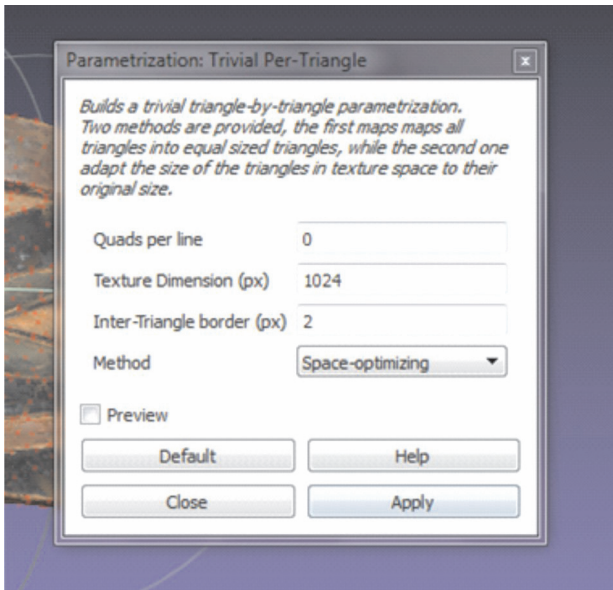 Parametrization: Trivial Per-Triangle
Builds a trivial triangle-by-triangle parametrization.
Two methods are provided, the first maps maps all
triangles into equal sized triangles, while the second one
adapt the size of the triangles in texture space to their
original size.
Quads per line 0
Texture Dimension (px) 1024
Inter-Triangle border (px) 2
Method Space-optimizing
Preview
Default Help
Close Apply